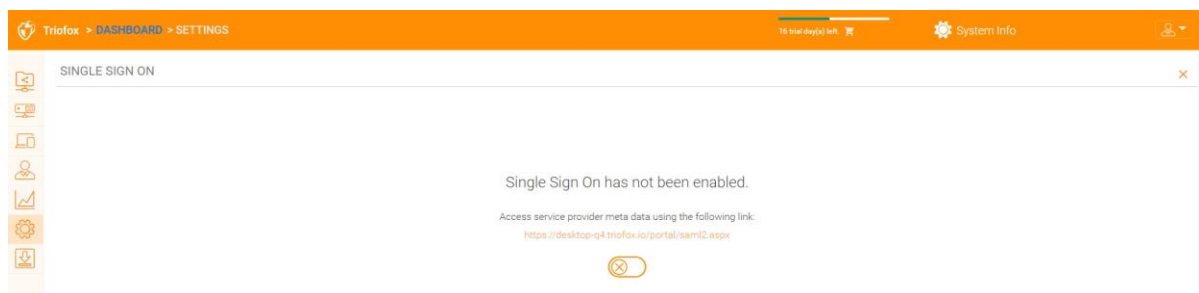 Triofox > DASHBOARD > SETTINGS
16 trial day(s) left.
System Info
SINGLE SIGN ON
Single Sign On has not been enabled.
Access service provider meta data using the following link:
https://desktop-q4.triofox.io/portal/saml2.aspx